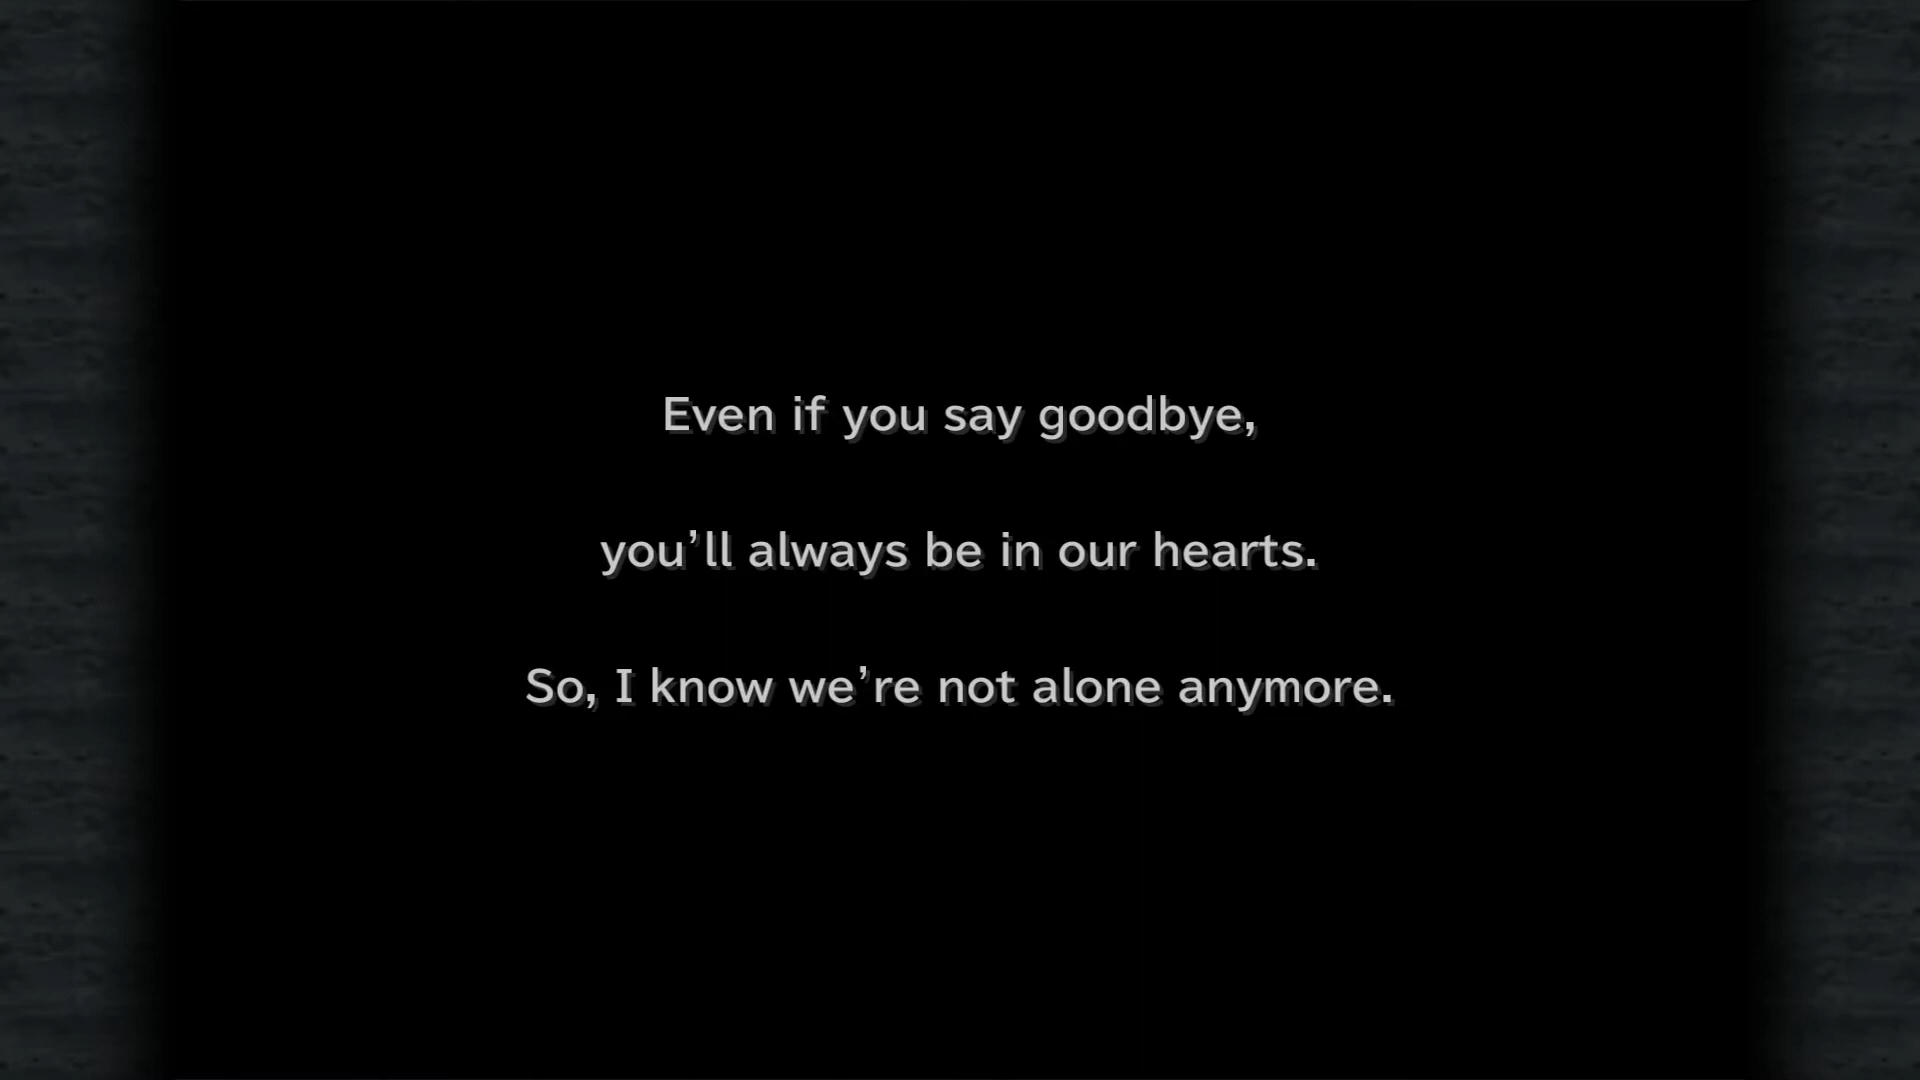 Even if you say goodbye,
you’ll always be in our hearts.
So, I know we’re not alone anymore.